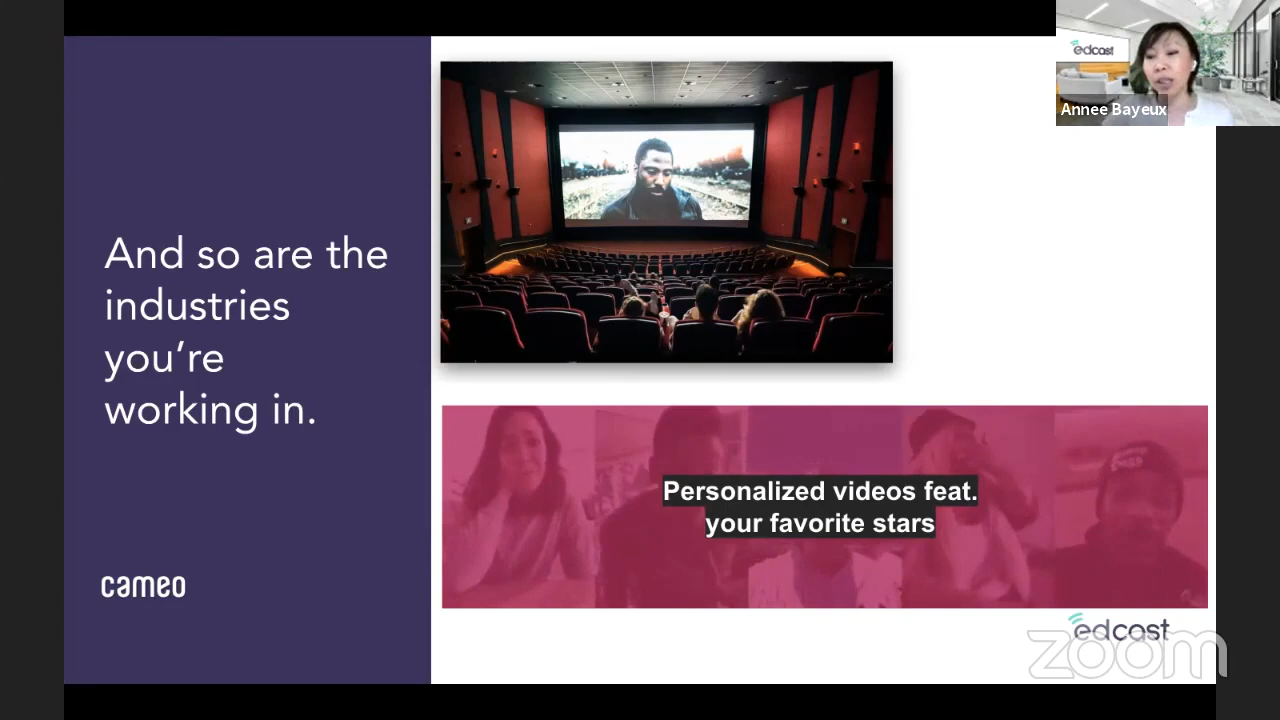 And so are the
industries
you’re
working in.
cameo
Personalized videos feat.
your favorite stars
edcast
Annee Bayeux
edcast
zoom